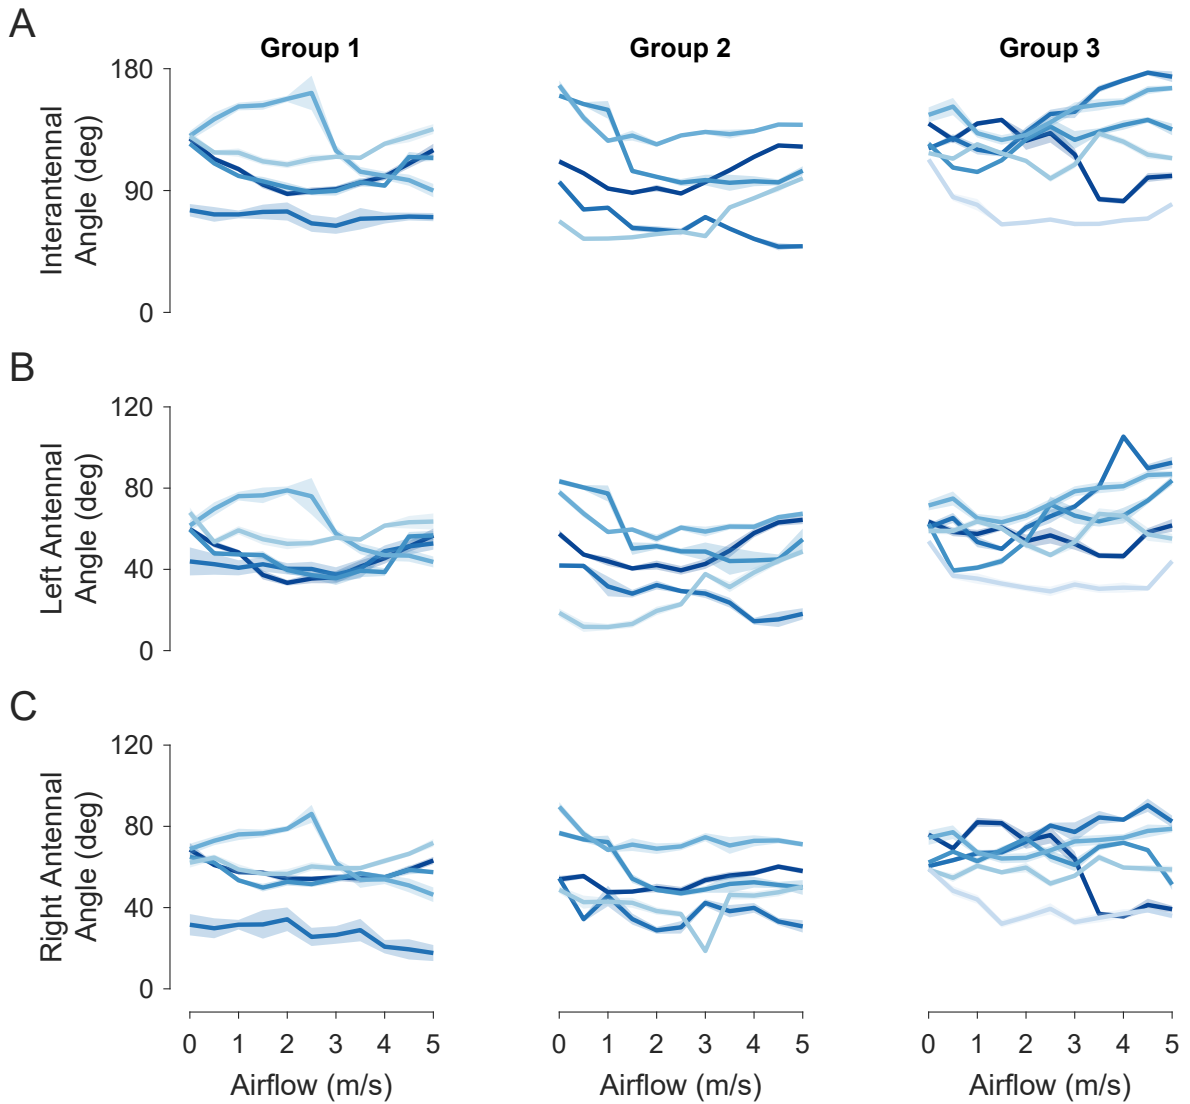 A
Group 1
Group 2
Group 3
Interantennal
Angle (deg)
180
90
0
B
Left Antennal
Angle (deg)
120
80
40
0
C
Right Antennal
Angle (deg)
120
80
40
0
0 1 2 3 4 5
0 1 2 3 4 5
0 1 2 3 4 5
Airflow (m/s)
Airflow (m/s)
Airflow (m/s)